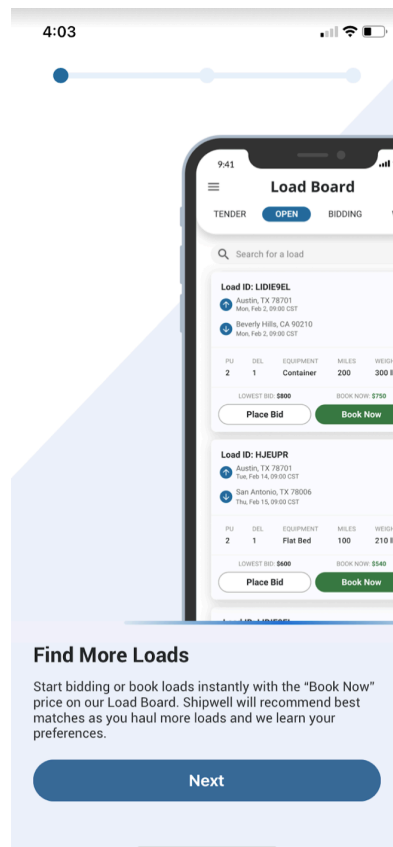 4:03
9:41
Load Board
TENDER OPEN BIDDING
Search for a load
Load ID: LIDIE9EL
Austin, TX 78701
Mon, Feb 2, 09:00 CST
Beverly Hills, CA 90210
Mon, Feb 2, 09:00 CST
PU DEL EQUIPMENT MILES WEIGH
2 1 Container 200 300 l
LOWEST BID: $800 BOOK NOW: $750
Place Bid Book Now
Load ID: HJEUPR
Austin, TX 78701
Tue, Feb 14, 09:00 CST
San Antonio, TX 78006
Thu, Feb 15, 09:00 CST
PU DEL EQUIPMENT MILES WEIGH
2 1 Flat Bed 100 210 l
LOWEST BID: $600 BOOK NOW: $540
Place Bid Book Now
Find More Loads
Start bidding or book loads instantly with the “Book Now”
price on our Load Board. Shipwell will recommend best
matches as you haul more loads and we learn your
preferences.
Next